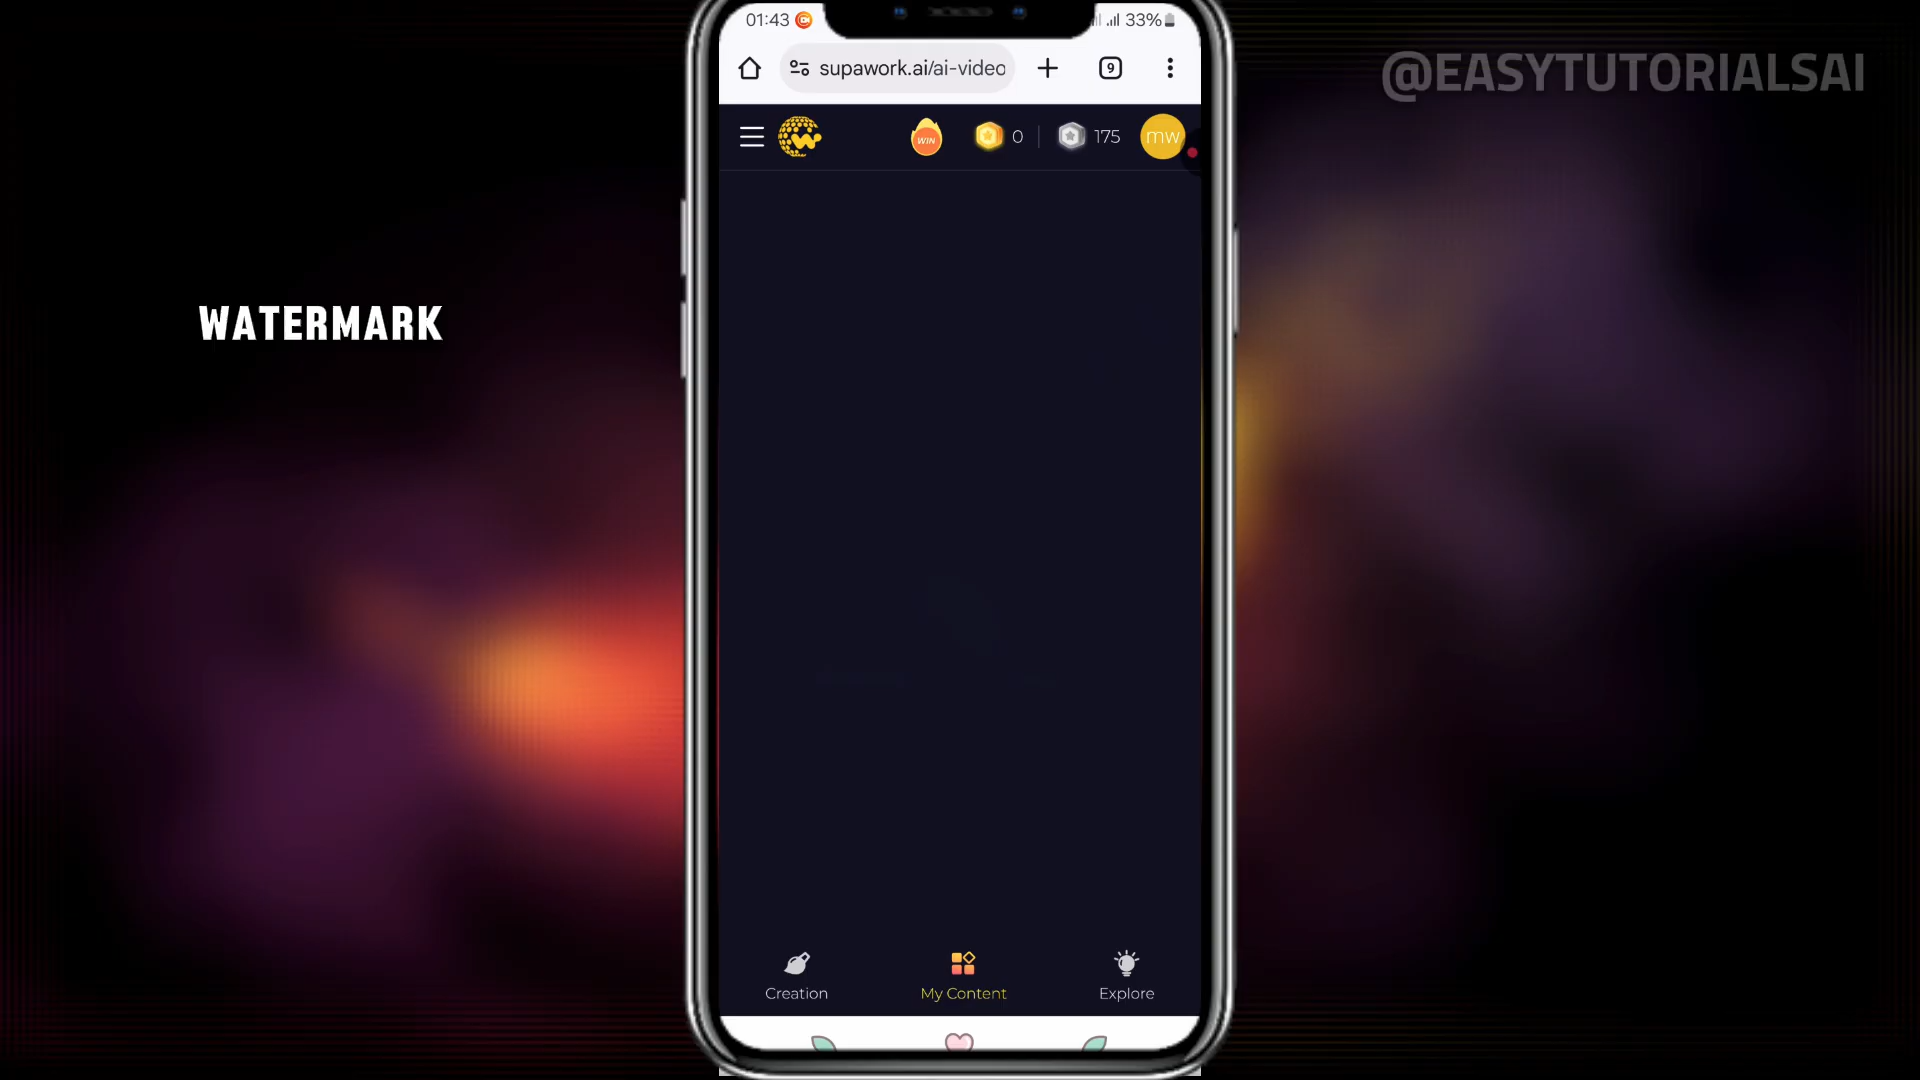 01:43 33%
supawork.ai/ai-video 9
@EASYTUTORIALSAI
WIN 0 175 mw
WATERMARK
Creation My Content Explore